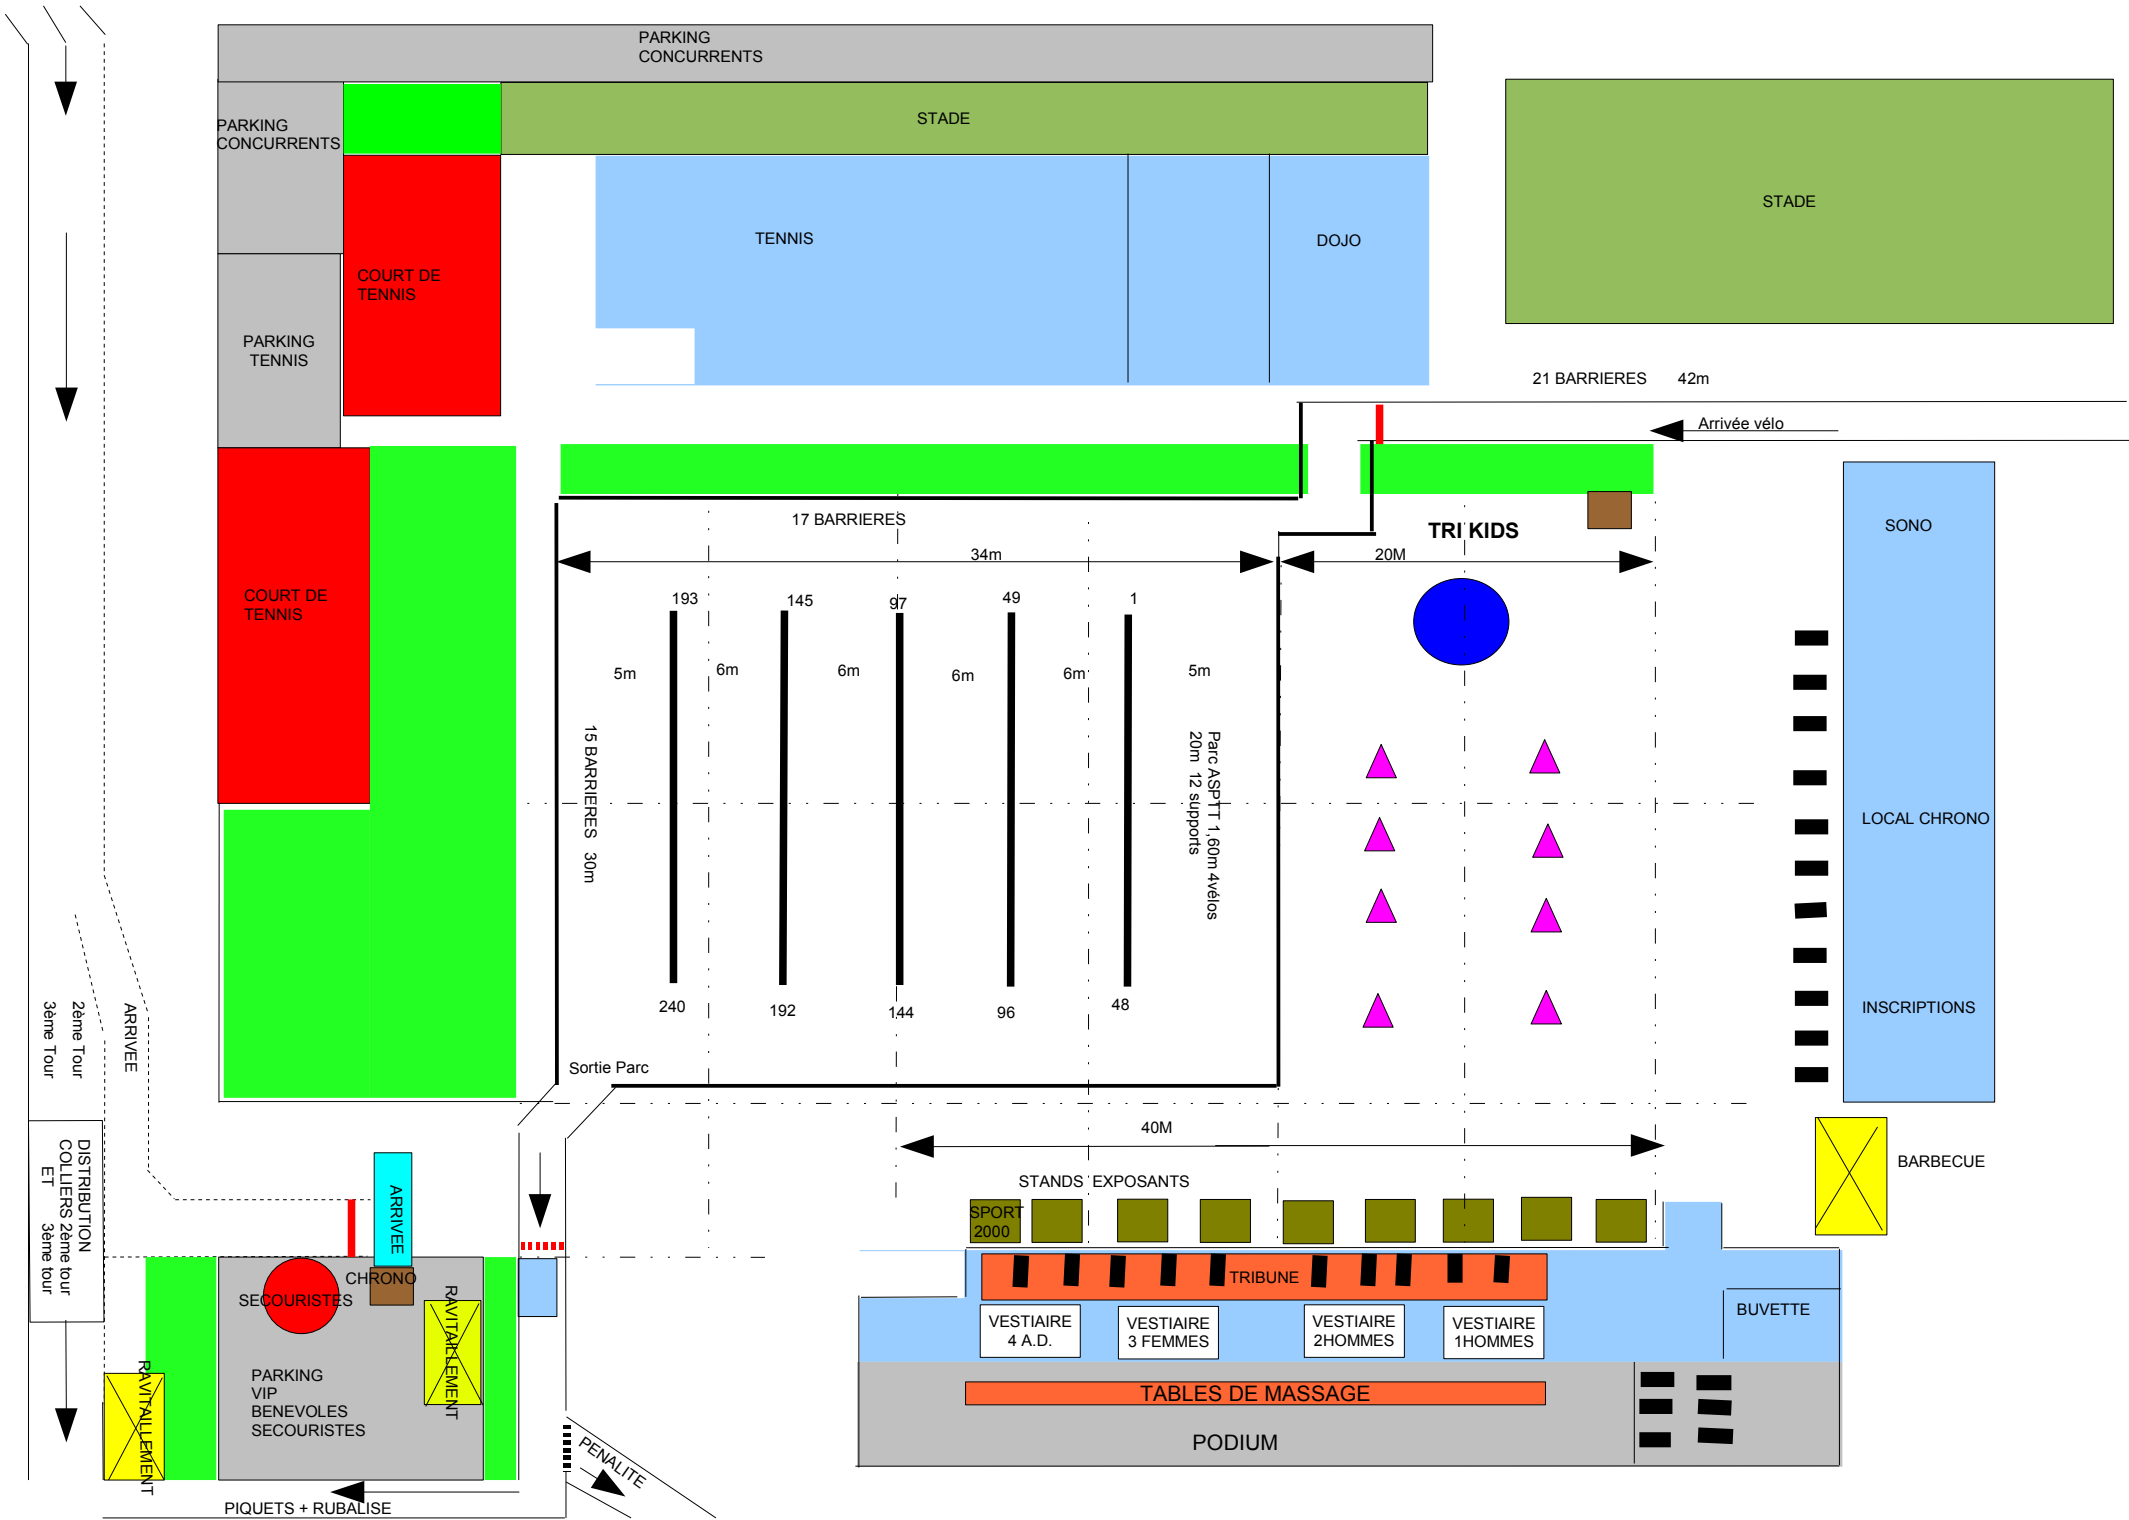 PARKING
CONCURRENTS
PARKING
CONCURRENTS
STADE
STADE
TENNIS
DOJO
COURT DE
TENNIS
PARKING
TENNIS
21 BARRIERES 42m
Arrivée vélo
17 BARRIERES
TRI KIDS
SONO
34m
20M
COURT DE
TENNIS
193
145
97
49
1
5m
6m
6m
6m
6m
5m
15 BARRIERES 30m
Parc ASPTT 1,60m 4vélos
20m 12 supports
LOCAL CHRONO
INSCRIPTIONS
240
192
144
96
48
Sortie Parc
ARRIVEE
2ème Tour
3ème Tour
DISTRIBUTION
COLLIERS 2ème tour
ET 3ème tour
40M
BARBECUE
STANDS EXPOSANTS
SPORT
2000
ARRIVEE
CHRONO
SECOURISTES
RAVITAILLEMENT
RAVITAILLEMENT
PARKING
VIP
BENEVOLES
SECOURISTES
TRIBUNE
BUVETTE
VESTIAIRE
4 A.D.
VESTIAIRE
3 FEMMES
VESTIAIRE
2HOMMES
VESTIAIRE
1HOMMES
TABLES DE MASSAGE
PODIUM
PENALITE
PIQUETS + RUBALISE